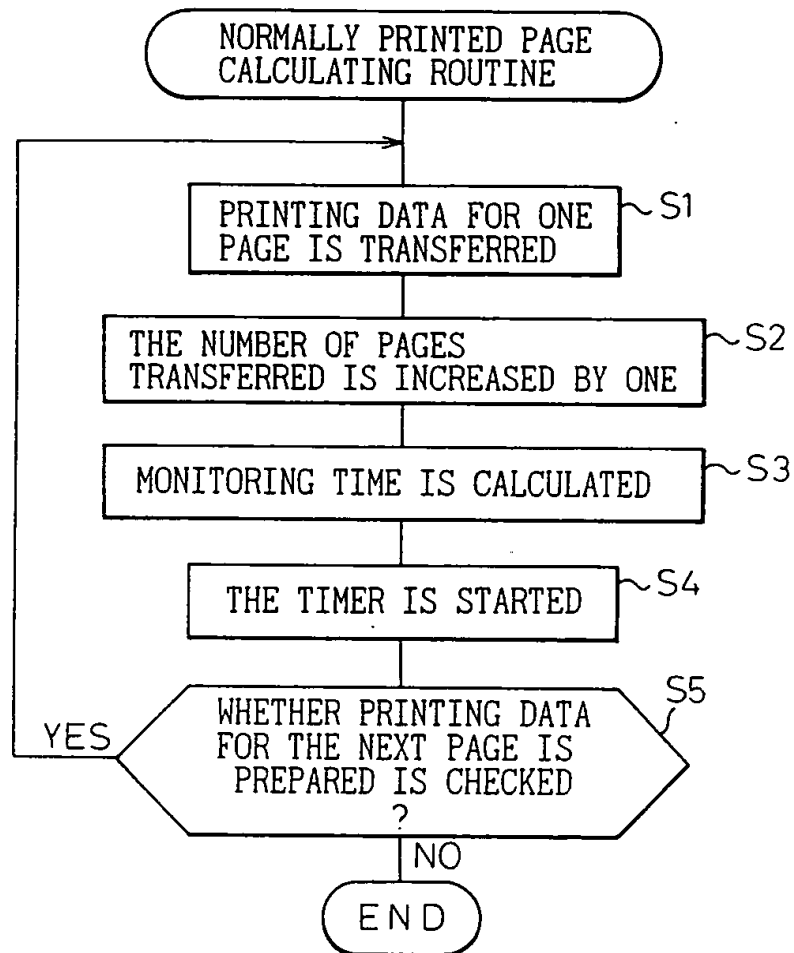 NORMALLY PRINTED PAGE
CALCULATING ROUTINE
PRINTING DATA FOR ONE
PAGE IS TRANSFERRED
S1
THE NUMBER OF PAGES
TRANSFERRED IS INCREASED BY ONE
S2
MONITORING TIME IS CALCULATED
S3
THE TIMER IS STARTED
S4
WHETHER PRINTING DATA
FOR THE NEXT PAGE IS
PREPARED IS CHECKED
?
S5
YES
NO
END